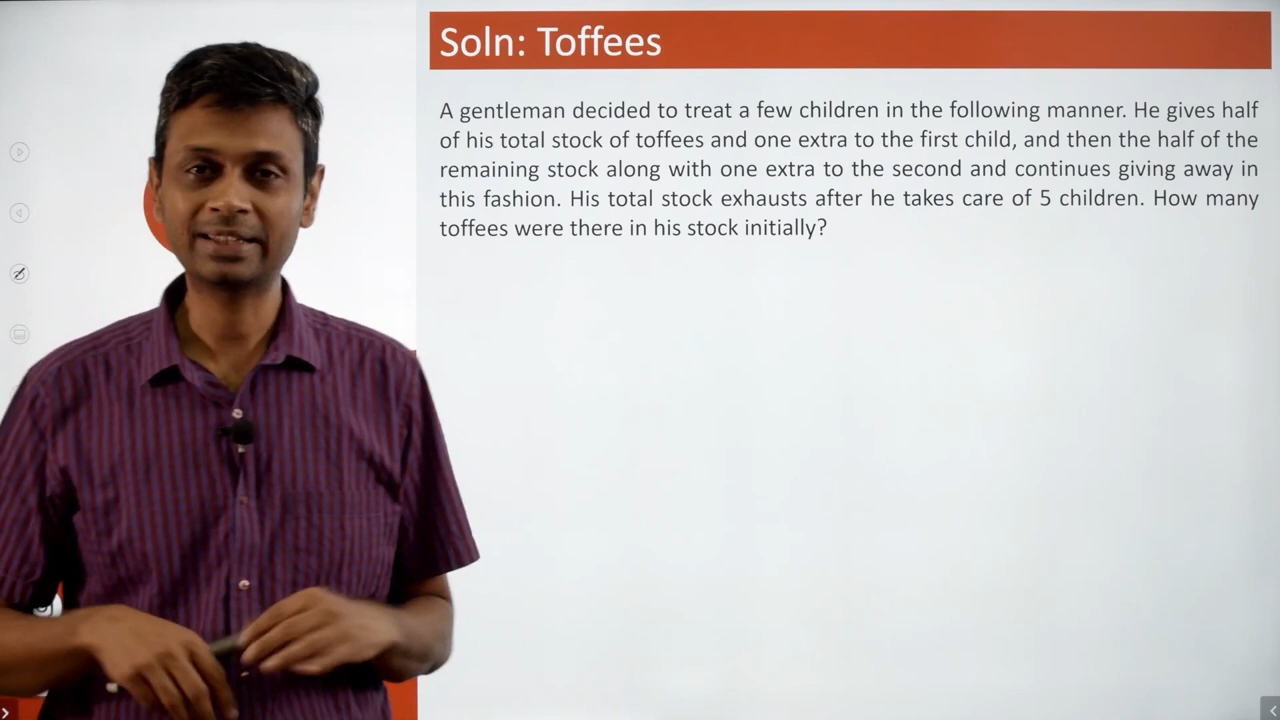 Soln: Toffees
A gentleman decided to treat a few children in the following manner. He gives half
of his total stock of toffees and one extra to the first child, and then the half of the
remaining stock along with one extra to the second and continues giving away in
this fashion. His total stock exhausts after he takes care of 5 children. How many
toffees were there in his stock initially?